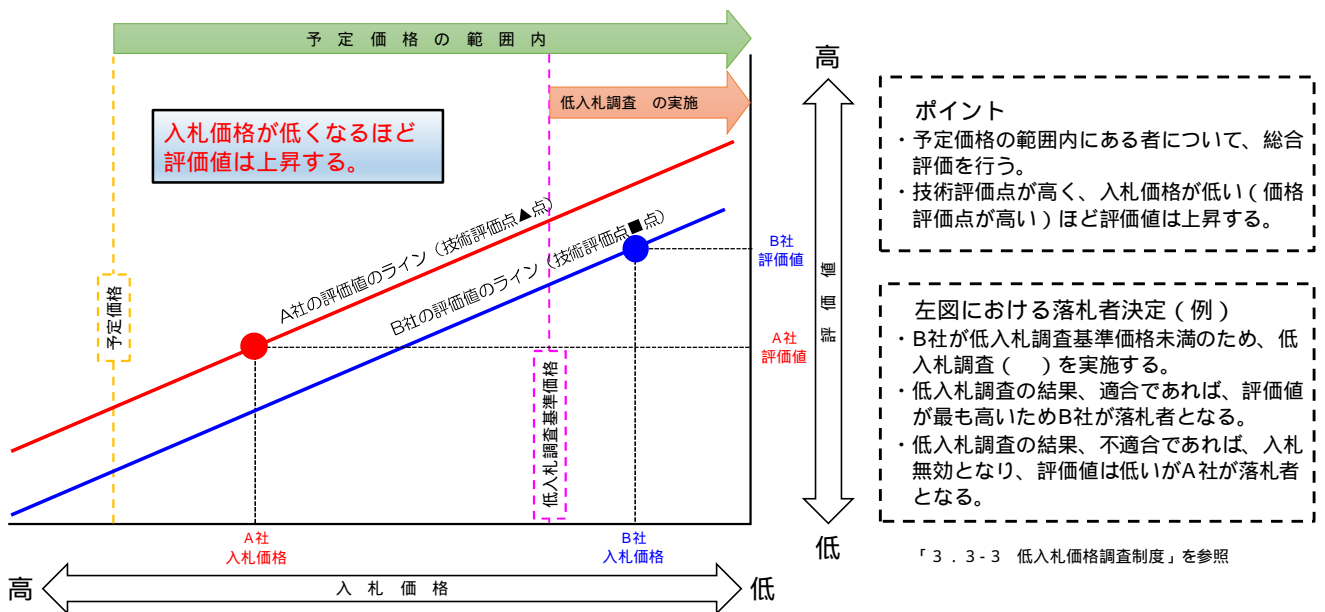 予定価格の範囲内
低入札調査 の実施
入札価格が低くなるほど
評価値は上昇する。
A社の評価値のライン（技術評価点▲点）
B社の評価値のライン（技術評価点■点）
予定価格
低入札調査基準価格
B社
評価値
A社
評価値
A社
入札価格
B社
入札価格
高
入札価格
低
高
評価値
低
ポイント
・予定価格の範囲内にある者について、総合
評価を行う。
・技術評価点が高く、入札価格が低い（価格
評価点が高い）ほど評価値は上昇する。
左図における落札者決定（例）
・B社が低入札調査基準価格未満のため、低
入札調査（ ）を実施する。
・低入札調査の結果、適合であれば、評価値
が最も高いためB社が落札者となる。
・低入札調査の結果、不適合であれば、入札
無効となり、評価値は低いがA社が落札者
となる。
「３．３-３ 低入札価格調査制度」を参照